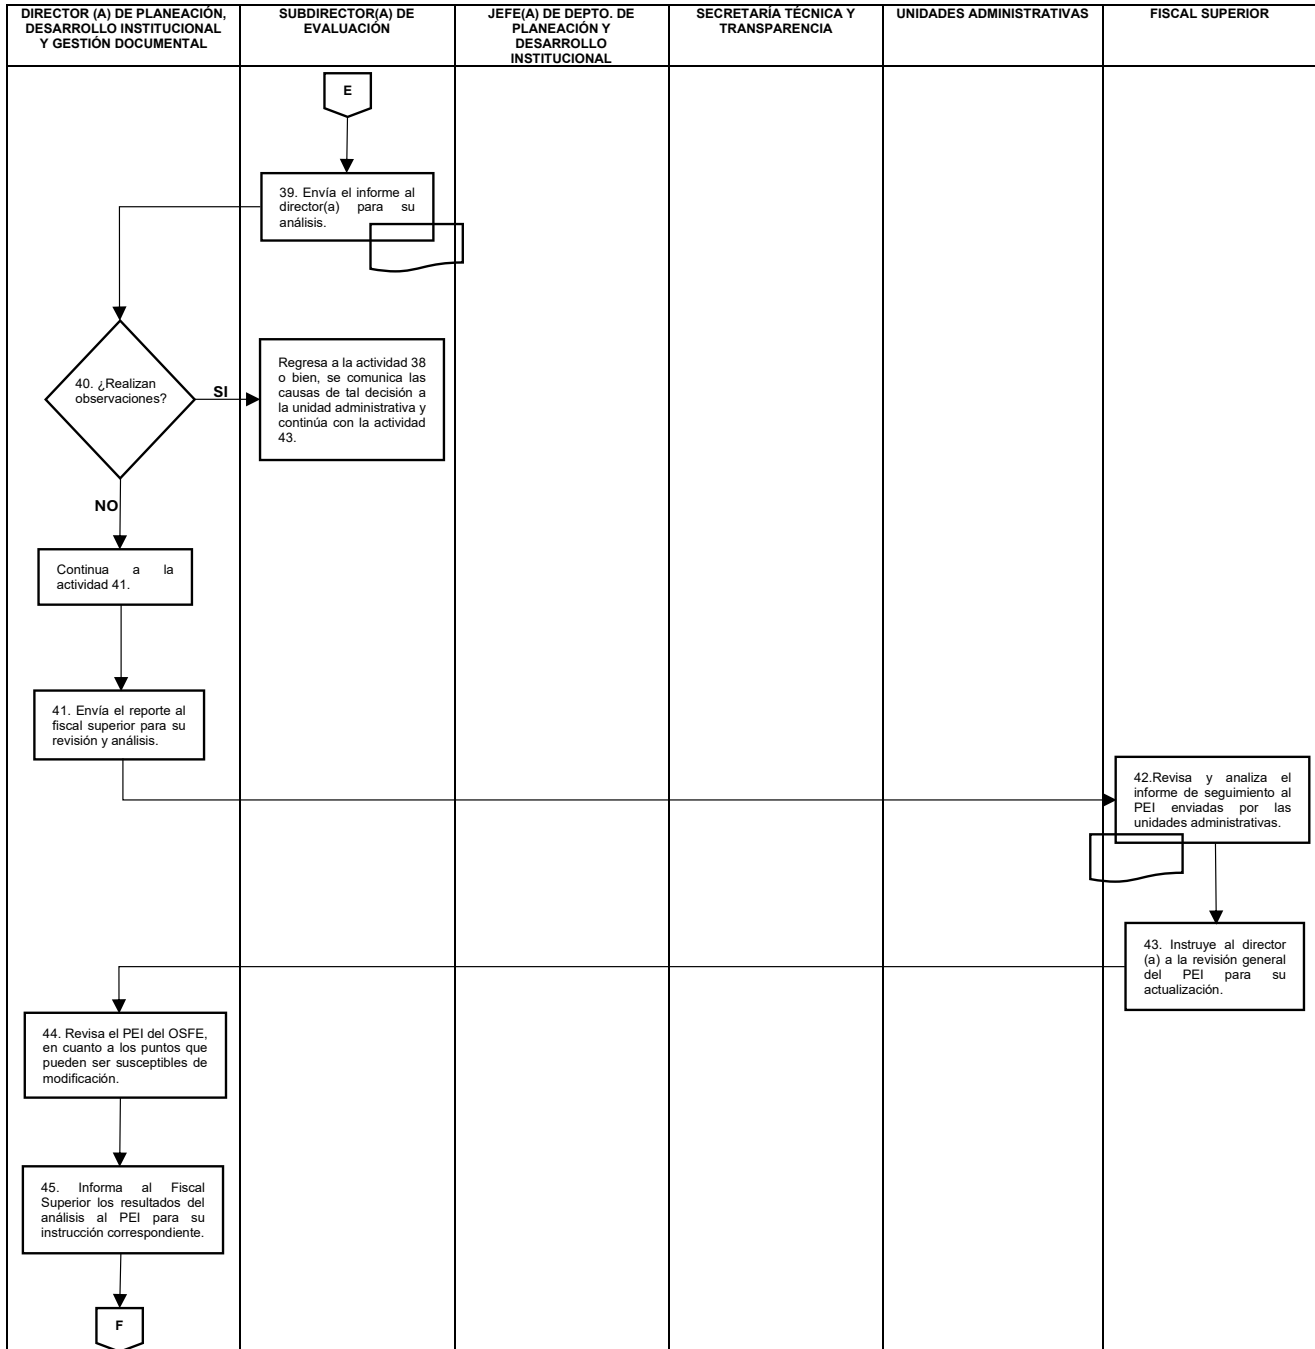 DIRECTOR (A) DE PLANEACIÓN,
DESARROLLO INSTITUCIONAL
Y GESTIÓN DOCUMENTAL
SUBDIRECTOR(A) DE
EVALUACIÓN
JEFE(A) DE DEPTO. DE
PLANEACIÓN Y
DESARROLLO
INSTITUCIONAL
SECRETARÍA TÉCNICA Y
TRANSPARENCIA
UNIDADES ADMINISTRATIVAS
FISCAL SUPERIOR
E
39. Envía el informe al
director(a) para su
análisis.
40. ¿Realizan
observaciones?
SI
Regresa a la actividad 38
o bien, se comunica las
causas de tal decisión a
la unidad administrativa y
continúa con la actividad
43.
NO
Continua a la
actividad 41.
41. Envía el reporte al
fiscal superior para su
revisión y análisis.
42.Revisa y analiza el
informe de seguimiento al
PEI enviadas por las
unidades administrativas.
43. Instruye al director
(a) a la revisión general
del PEI para su
actualización.
44. Revisa el PEI del OSFE,
en cuanto a los puntos que
pueden ser susceptibles de
modificación.
45. Informa al Fiscal
Superior los resultados del
análisis al PEI para su
instrucción correspondiente.
F